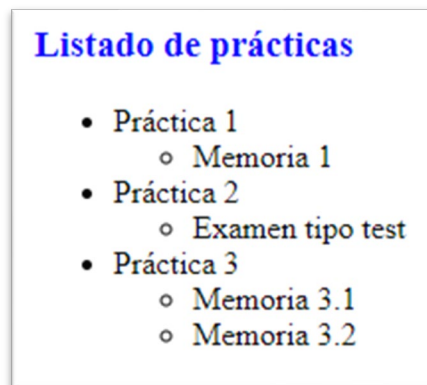 Listado de prácticas
Práctica 1
Memoria 1
Práctica 2
Examen tipo test
Práctica 3
Memoria 3.1
Memoria 3.2